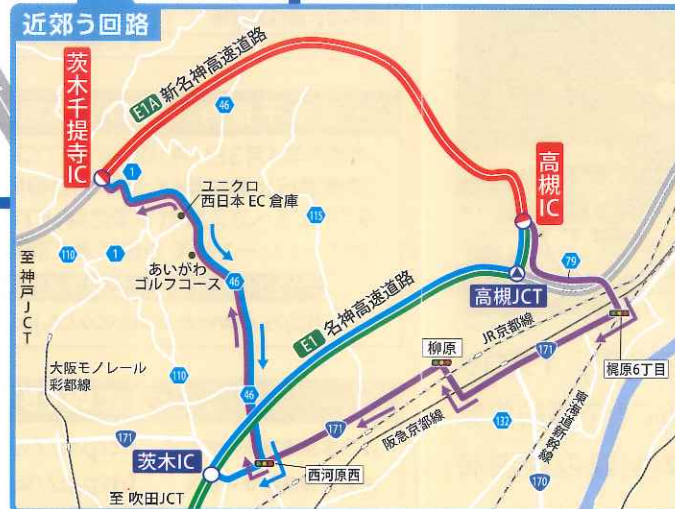 近郊う回路
茨木千提寺IC
E1A 新名神高速道路
46
1
ユニクロ
西日本 EC 倉庫
115
高槻IC
79
110
1
あいがわ
ゴルフコース
46
至神戸JCT
E1 名神高速道路
高槻JCT
JR京都線
柳原
171
梶原6丁目
大阪モノレール
彩都線
110
46
171
阪急京都線
132
東海道新幹線
171
茨木IC
西河原西
170
至 吹田JCT